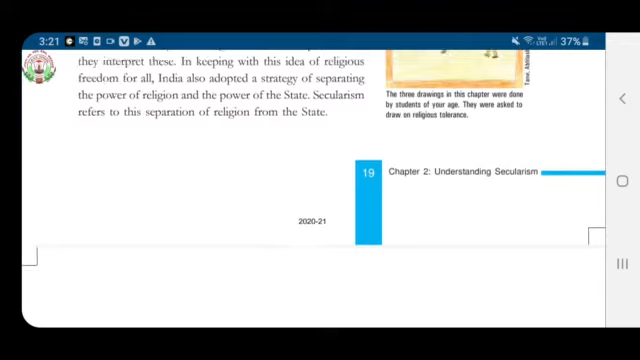 3:21
37%
they interpret these. In keeping with this idea of religious
freedom for all, India also adopted a strategy of separating
the power of religion and the power of the State. Secularism
refers to this separation of religion from the State.
The three drawings in this chapter were done
by students of your age. They were asked to
draw on religious tolerance.
19
Chapter 2: Understanding Secularism
2020-21